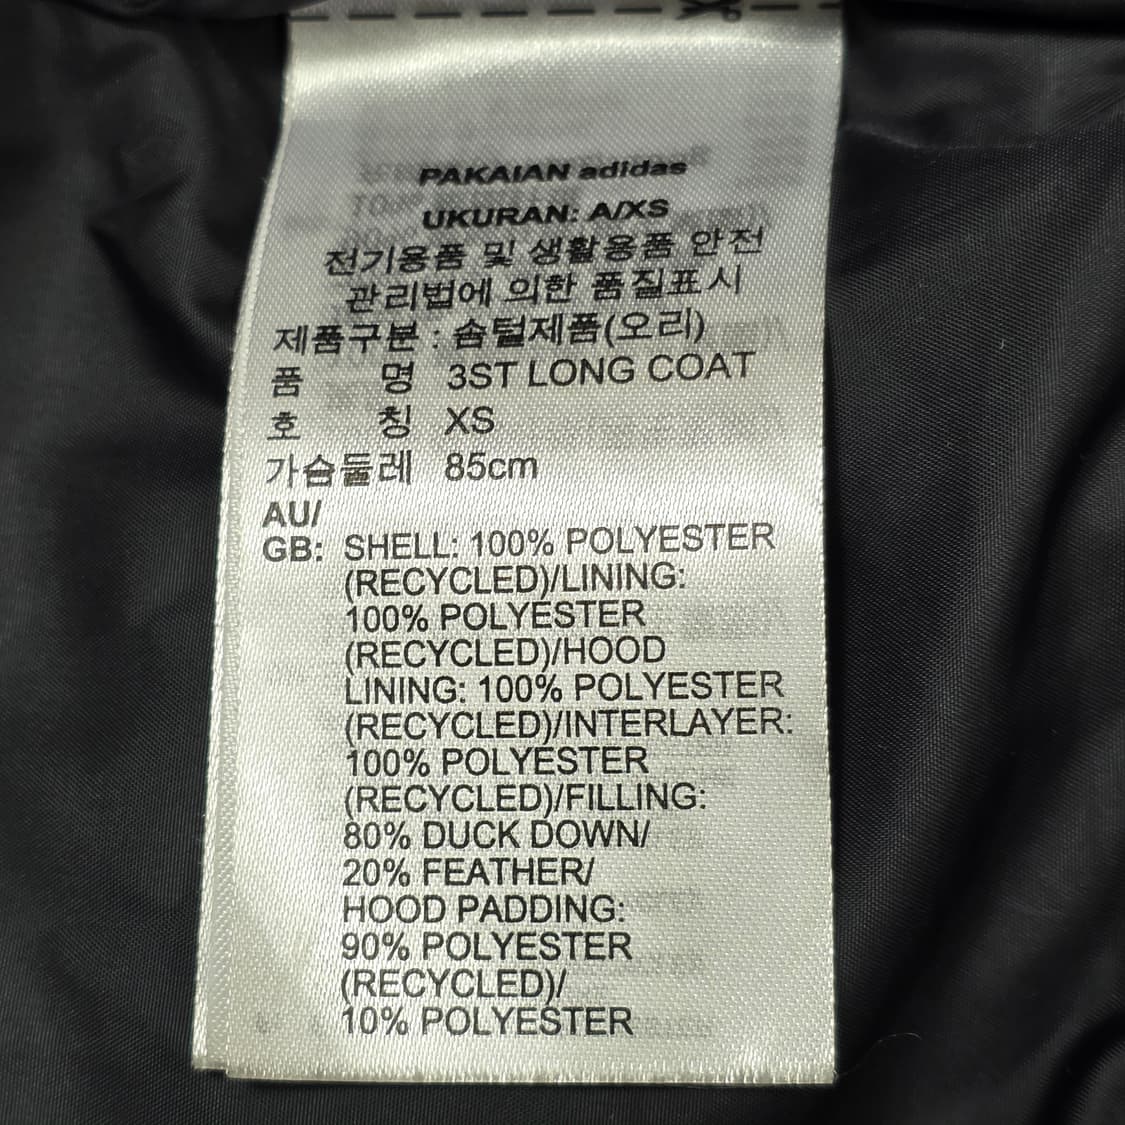 PAKAIAN adidas
UKURAN: A/XS
전기용품 및 생활용품 안전
관리법에 의한 품질표시
제품구분 : 솜털제품(오리)
품 명 3ST LONG COAT
호 칭 XS
가슴둘레 85cm
AU/
GB: SHELL: 100% POLYESTER
(RECYCLED)/LINING:
100% POLYESTER
(RECYCLED)/HOOD
LINING: 100% POLYESTER
(RECYCLED)/INTERLAYER:
100% POLYESTER
(RECYCLED)/FILLING:
80% DUCK DOWN/
20% FEATHER/
HOOD PADDING:
90% POLYESTER
(RECYCLED)/
10% POLYESTER